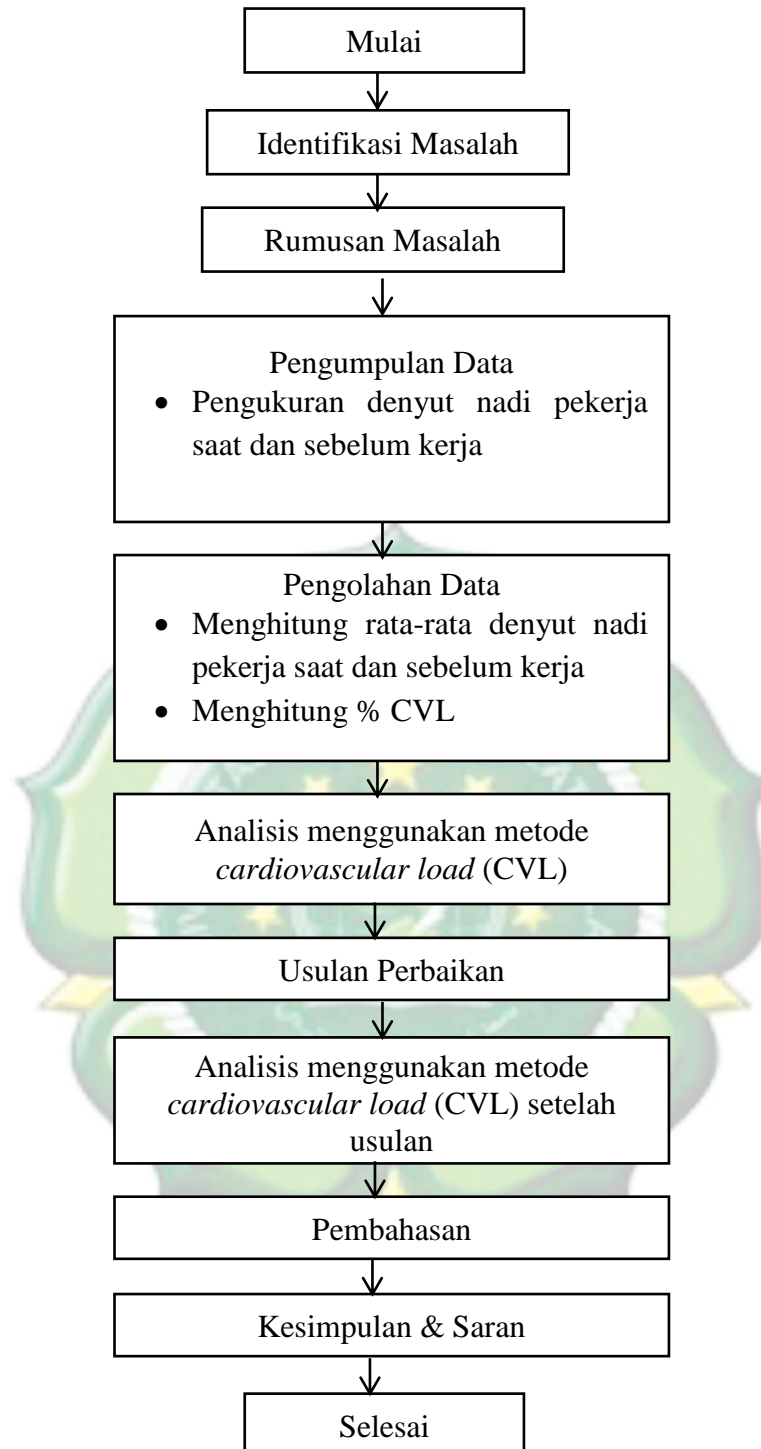 Mulai
Identifikasi Masalah
Rumusan Masalah
Pengumpulan Data
• Pengukuran denyut nadi pekerja
saat dan sebelum kerja
Pengolahan Data
• Menghitung rata-rata denyut nadi
pekerja saat dan sebelum kerja
• Menghitung % CVL
Analisis menggunakan metode
cardiovascular load (CVL)
Usulan Perbaikan
Analisis menggunakan metode
cardiovascular load (CVL) setelah
usulan
Pembahasan
Kesimpulan & Saran
Selesai